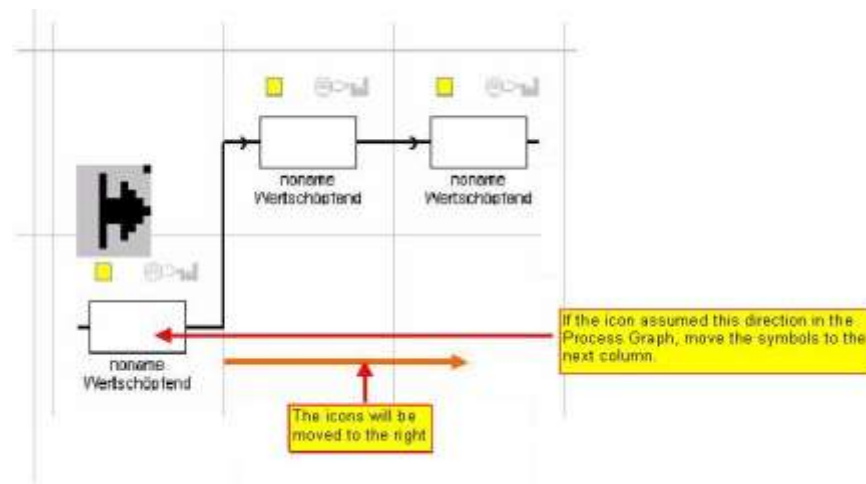 noname
Wertschöpfend
noname
Wertschöpfend
noname
Wertschöpfend
If the icon assumed this direction in the
Process Graph, move the symbols to the
next column.
The icons will be
moved to the right